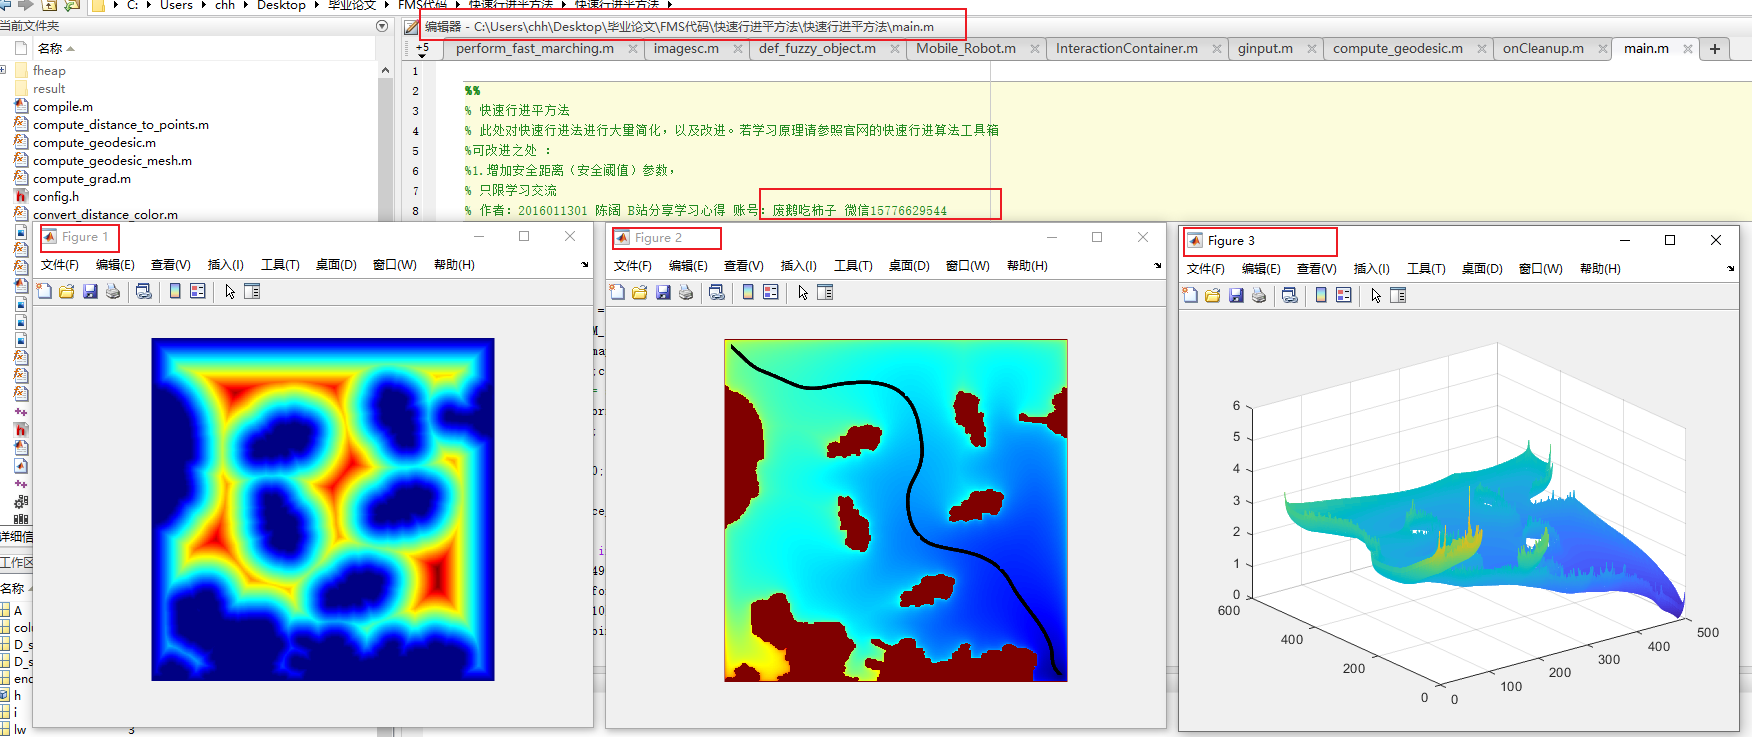 C: Users chh Desktop 毕业论文 FMS代码 快速行进平方法 快速行进平方法
当前文件夹
编辑器 - C:\Users\chh\Desktop\毕业论文\FMS代码\快速行进平方法\快速行进平方法\main.m
名称
+5 perform_fast_marching.m imagesc.m def_fuzzy_object.m Mobile_Robot.m InteractionContainer.m ginput.m compute_geodesic.m onCleanup.m main.m
fheap
result
compile.m
compute_distance_to_points.m
compute_geodesic.m
compute_geodesic_mesh.m
compute_grad.m
config.h
convert_distance_color.m
1
2 %%
3 % 快速行进平方法
4 % 此处对快速行进法进行大量简化，以及改进。若学习原理请参照官网的快速行进算法工具箱
5 %可改进之处 ：
6 %1.增加安全距离（安全阈值）参数，
7 % 只限学习交流
8 % 作者：2016011301 陈阔 B站分享学习心得 账号：废鹅吃柿子 微信15776629544
Figure 1
文件(F) 编辑(E) 查看(V) 插入(I) 工具(T) 桌面(D) 窗口(W) 帮助(H)
Figure 2
文件(F) 编辑(E) 查看(V) 插入(I) 工具(T) 桌面(D) 窗口(W) 帮助(H)
Figure 3
文件(F) 编辑(E) 查看(V) 插入(I) 工具(T) 桌面(D) 窗口(W) 帮助(H)
6
5
4
3
2
1
0
600
400
200
0
0
100
200
300
400
500
详细信
工作区
名称
A
colu
D_s
D_s
end
h
i
lw 3